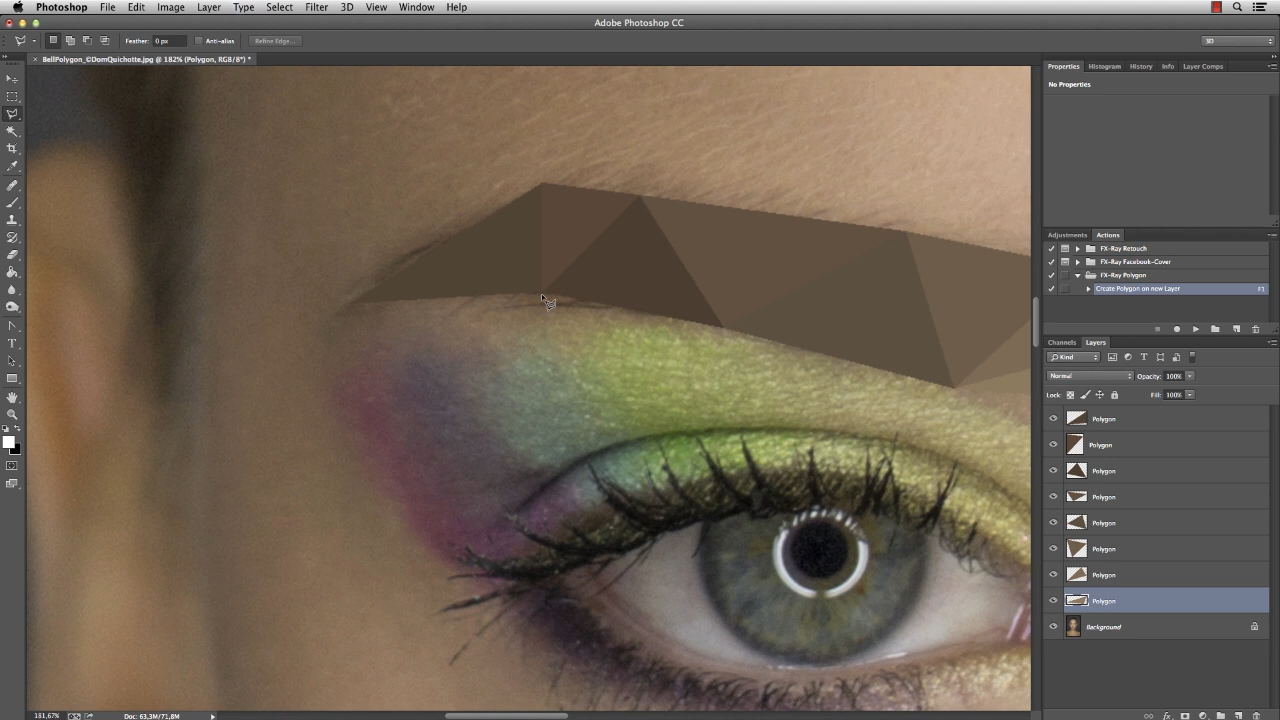 Photoshop File Edit Image Layer Type Select Filter 3D View Window Help
Adobe Photoshop CC
Feather: 0 px Anti-alias Refine Edge... 3D
× BellPolygon_©DomQuichotte.jpg @ 182% (Polygon, RGB/8*) *
Properties Histogram History Info Layer Comps
No Properties
Adjustments Actions
FX-Ray Retouch
FX-Ray Facebook-Cover
FX-Ray Polygon
Create Polygon on new Layer F1
Channels Layers
Kind
Normal Opacity: 100%
Lock: Fill: 100%
Polygon
Polygon
Polygon
Polygon
Polygon
Polygon
Polygon
Polygon
Background
181,67% Doc: 63,3M/71,8M